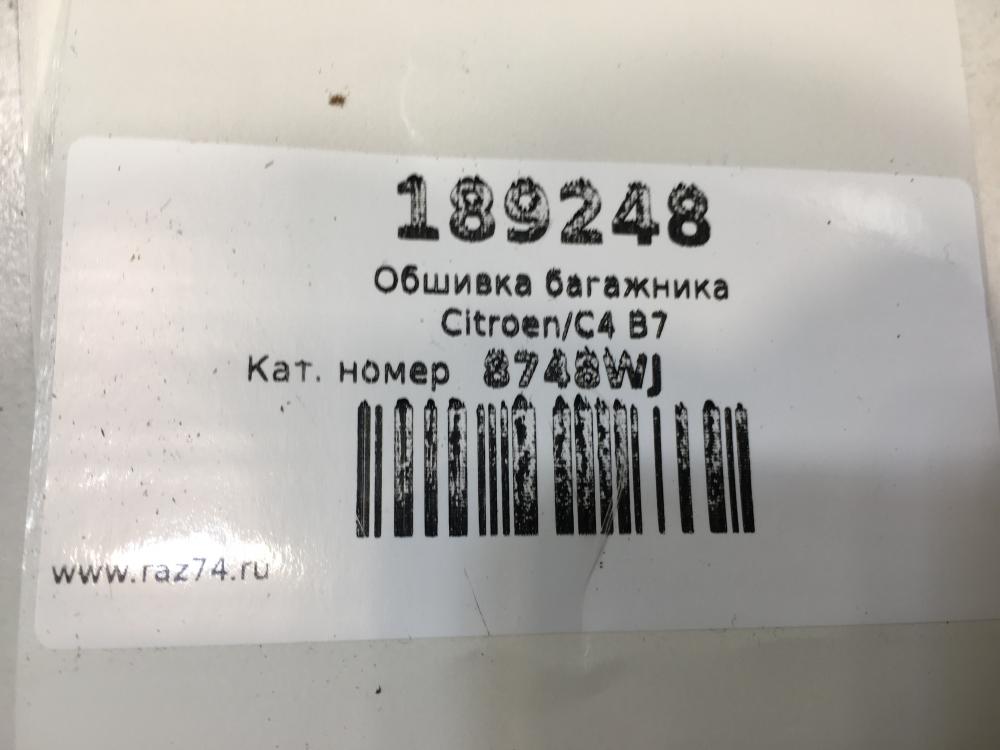 189248
Обшивка багажника
Citroen/C4 B7
Кат. номер 8748WJ
www.raz74.ru